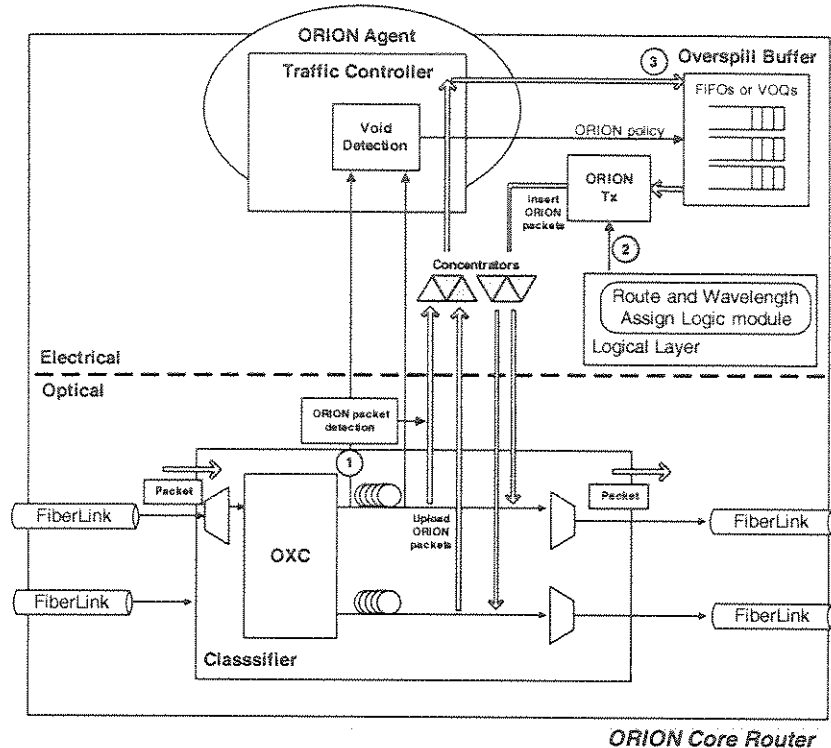 ORION Agent
Traffic Controller
3
Overspill Buffer
FIFOs or VOQs
Void
Detection
ORION policy
ORION
Tx
Insert
ORION
packets
2
Concentrators
Route and Wavelength
Assign Logic module
Logical Layer
Electrical
Optical
ORION packet
detection
1
Packet
Packet
FiberLink
FiberLink
Upload
ORION
packets
OXC
FiberLink
FiberLink
Classsifier
ORION Core Router